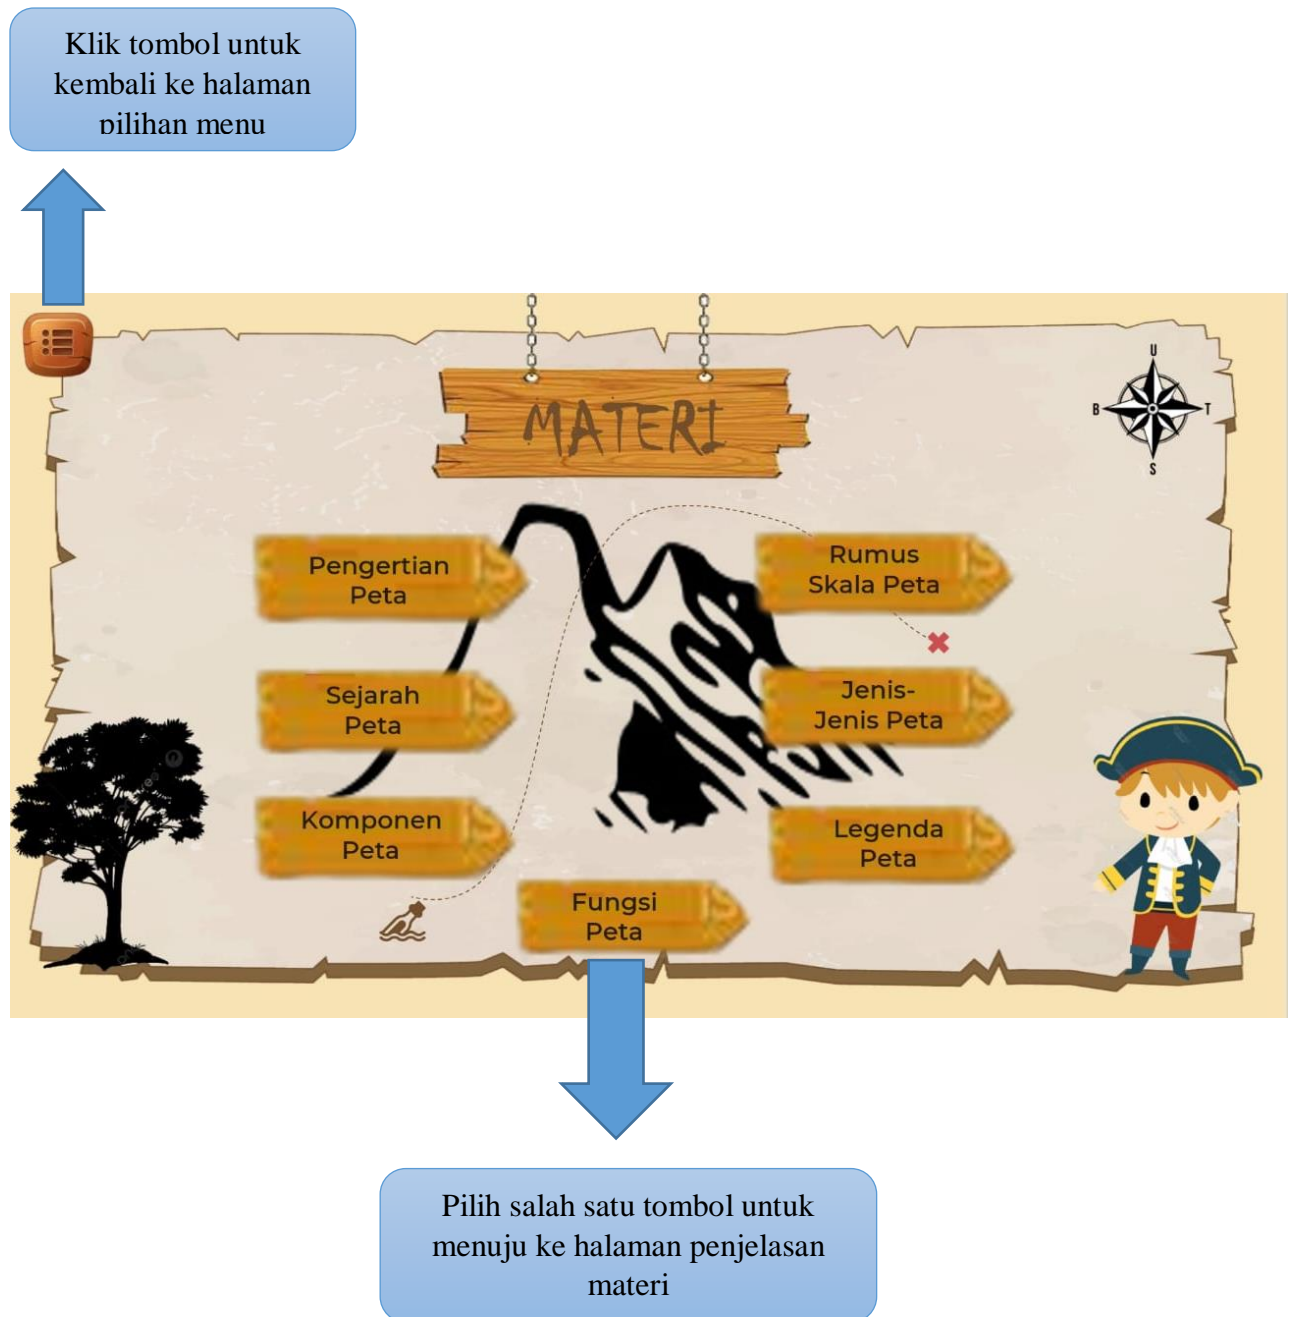 Klik tombol untuk
kembali ke halaman
pilihan menu
MATERI
U
B
T
S
Pengertian
Peta
Rumus
Skala Peta
Sejarah
Peta
Jenis-
Jenis Peta
Komponen
Peta
Legenda
Peta
Fungsi
Peta
Pilih salah satu tombol untuk
menuju ke halaman penjelasan
materi